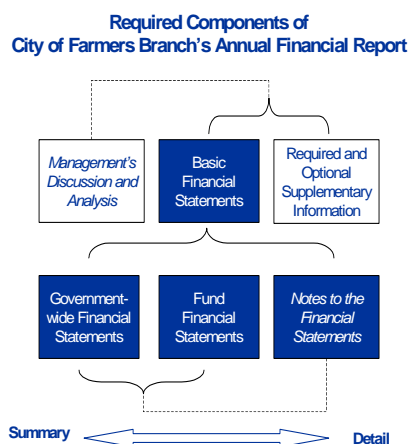 Required Components of
City of Farmers Branch's Annual Financial Report
Management's
Discussion and
Analysis
Basic
Financial
Statements
Required and
Optional
Supplementary
Information
Government-
wide Financial
Statements
Fund
Financial
Statements
Notes to the
Financial
Statements
Summary
Detail